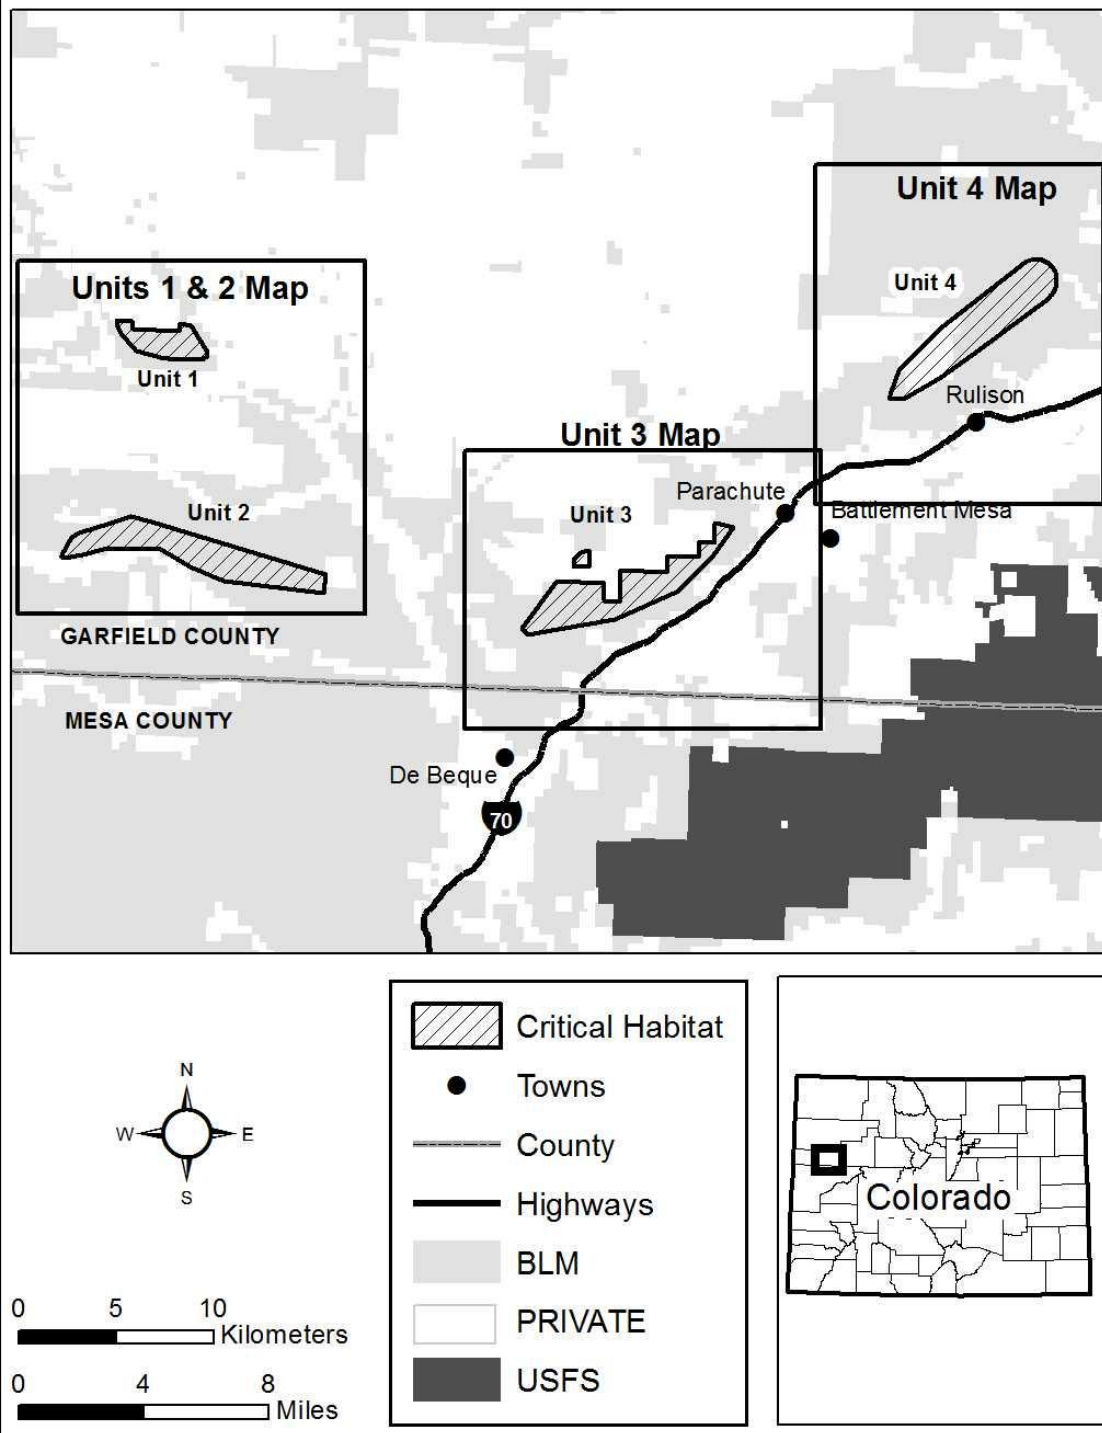 Unit 4 Map
Unit 4
Rulison
Units 1 & 2 Map
Unit 1
Unit 2
Unit 3 Map
Parachute
Unit 3
Battlement Mesa
GARFIELD COUNTY
MESA COUNTY
De Beque
70
N
W E
S
0 5 10
Kilometers
0 4 8
Miles
Critical Habitat
Towns
County
Highways
BLM
PRIVATE
USFS
Colorado